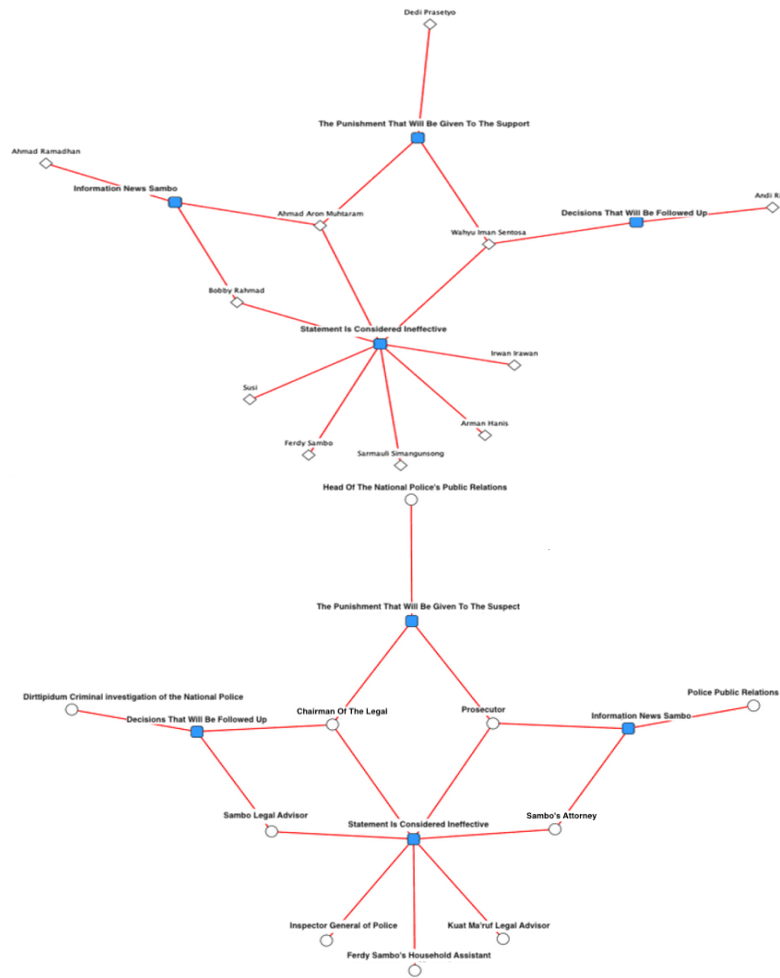 Dedi Prasetyo
The Punishment That Will Be Given To The Support
Ahmad Ramadhan
Information News Sambo
Andi R
Decisions That Will Be Followed Up
Ahmad Aron Muhtaram
Wahyu Iman Sentosa
Bobby Rahmad
Statement Is Considered Ineffective
Irwan Irawan
Susi
Arman Hanis
Ferdy Sambo
Sarmauli Simangunsong
Head Of The National Police's Public Relations
The Punishment That Will Be Given To The Suspect
Dirttipidum Criminal investigation of the National Police
Police Public Relations
Decisions That Will Be Followed Up
Chairman Of The Legal
Prosecutor
Information News Sambo
Sambo Legal Advisor
Sambo's Attorney
Statement Is Considered Ineffective
Inspector General of Police
Kuat Ma'ruf Legal Advisor
Ferdy Sambo's Household Assistant